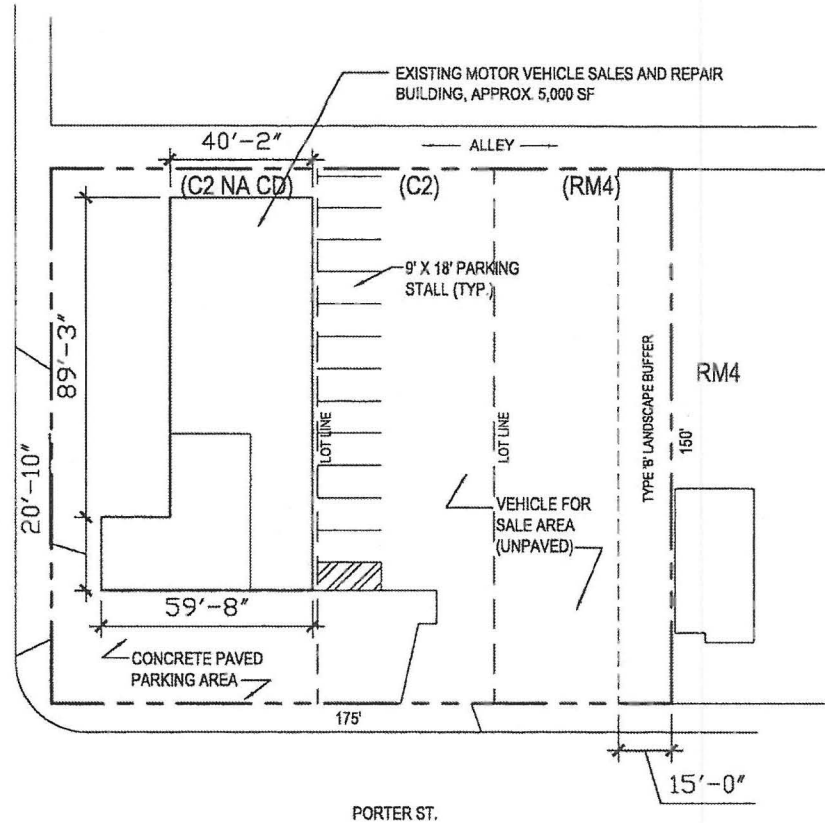 EXISTING MOTOR VEHICLE SALES AND REPAIR
BUILDING, APPROX. 5,000 SF
40'-2"
ALLEY
(C2 NA CD)
(C2)
(RM4)
9' X 18' PARKING
STALL (TYP.)
89'-3"
LOT LINE
LOT LINE
TYPE 'B' LANDSCAPE BUFFER
RM4
150'
20'-10"
VEHICLE FOR
SALE AREA
(UNPAVED)
59'-8"
CONCRETE PAVED
PARKING AREA
175'
15'-0"
PORTER ST.